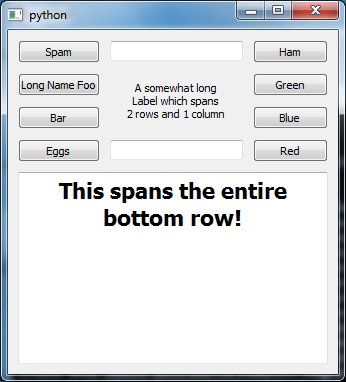 python
Spam
Ham
Long Name Foo
A somewhat long
Label which spans
2 rows and 1 column
Green
Bar
Blue
Eggs
Red
This spans the entire
bottom row!